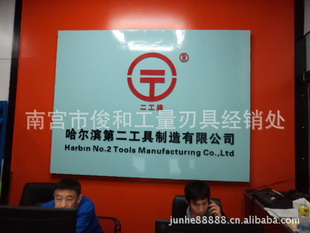 ®
二工牌
南宫市俊和工量刃具经销处
哈尔滨第二工具制造有限公司
Harbin No.2 Tools Manufacturing Co.,Ltd
junhe88888.cn.alibaba.com